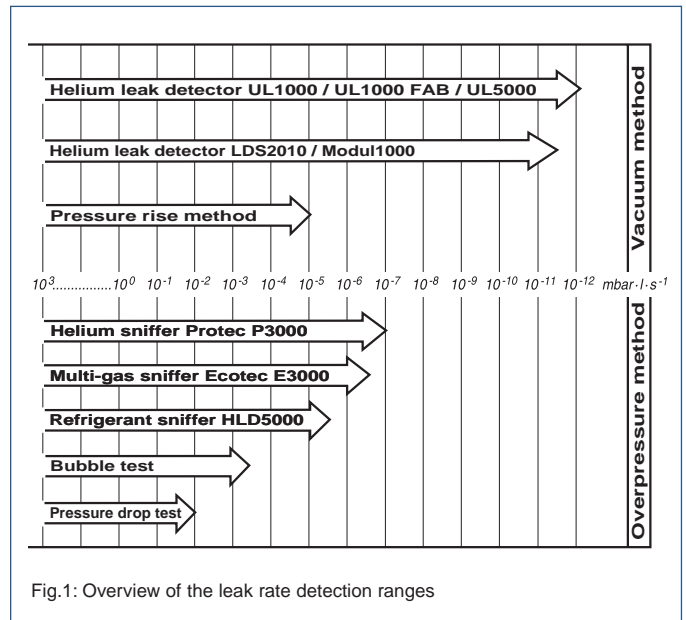 Helium leak detector UL1000 / UL1000 FAB / UL5000
Helium leak detector LDS2010 / Modul1000
Pressure rise method
Vacuum method
10³................10⁰ 10⁻¹ 10⁻² 10⁻³ 10⁻⁴ 10⁻⁵ 10⁻⁶ 10⁻⁷ 10⁻⁸ 10⁻⁹ 10⁻¹⁰ 10⁻¹¹ 10⁻¹² mbar·l·s⁻¹
Helium sniffer Protec P3000
Multi-gas sniffer Ecotec E3000
Refrigerant sniffer HLD5000
Bubble test
Pressure drop test
Overpressure method
Fig.1: Overview of the leak rate detection ranges